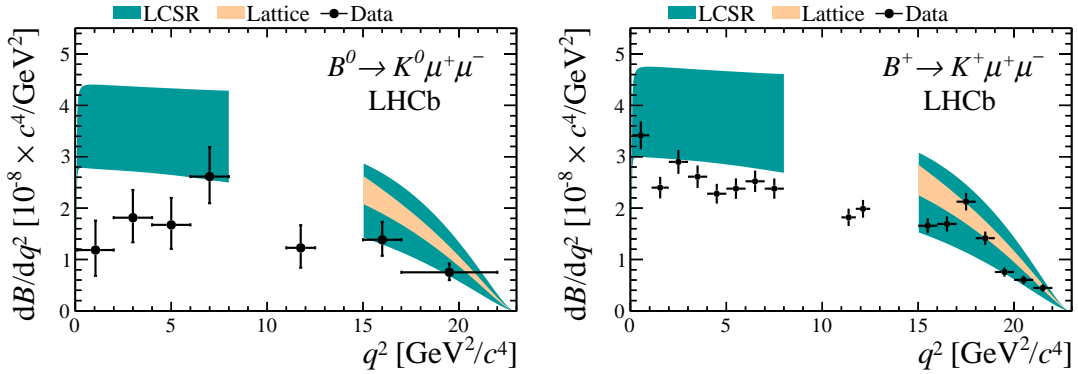 LCSR Lattice Data
dB/dq² [10⁻⁸ × c⁴/GeV²]
5
4
3
2
1
0
B⁰→ K⁰μ⁺μ⁻
LHCb
0 5 10 15 20
q² [GeV²/c⁴]
LCSR Lattice Data
dB/dq² [10⁻⁸ × c⁴/GeV²]
5
4
3
2
1
0
B⁺→ K⁺μ⁺μ⁻
LHCb
0 5 10 15 20
q² [GeV²/c⁴]